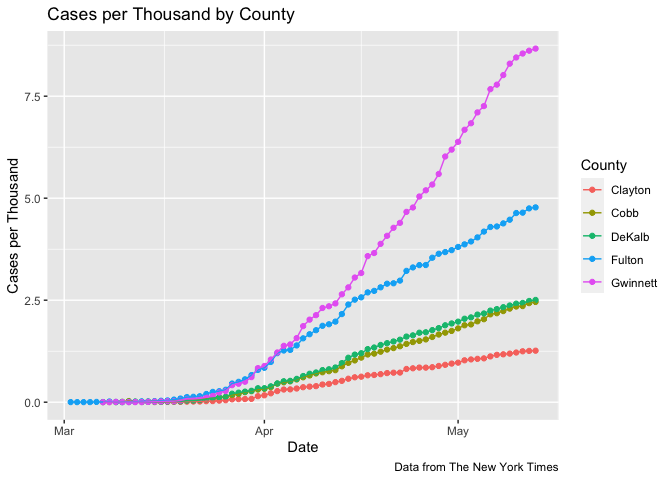 Cases per Thousand by County
Cases per Thousand
7.5
5.0
2.5
0.0
Mar
Apr
May
Date
County
Clayton
Cobb
DeKalb
Fulton
Gwinnett
Data from The New York Times